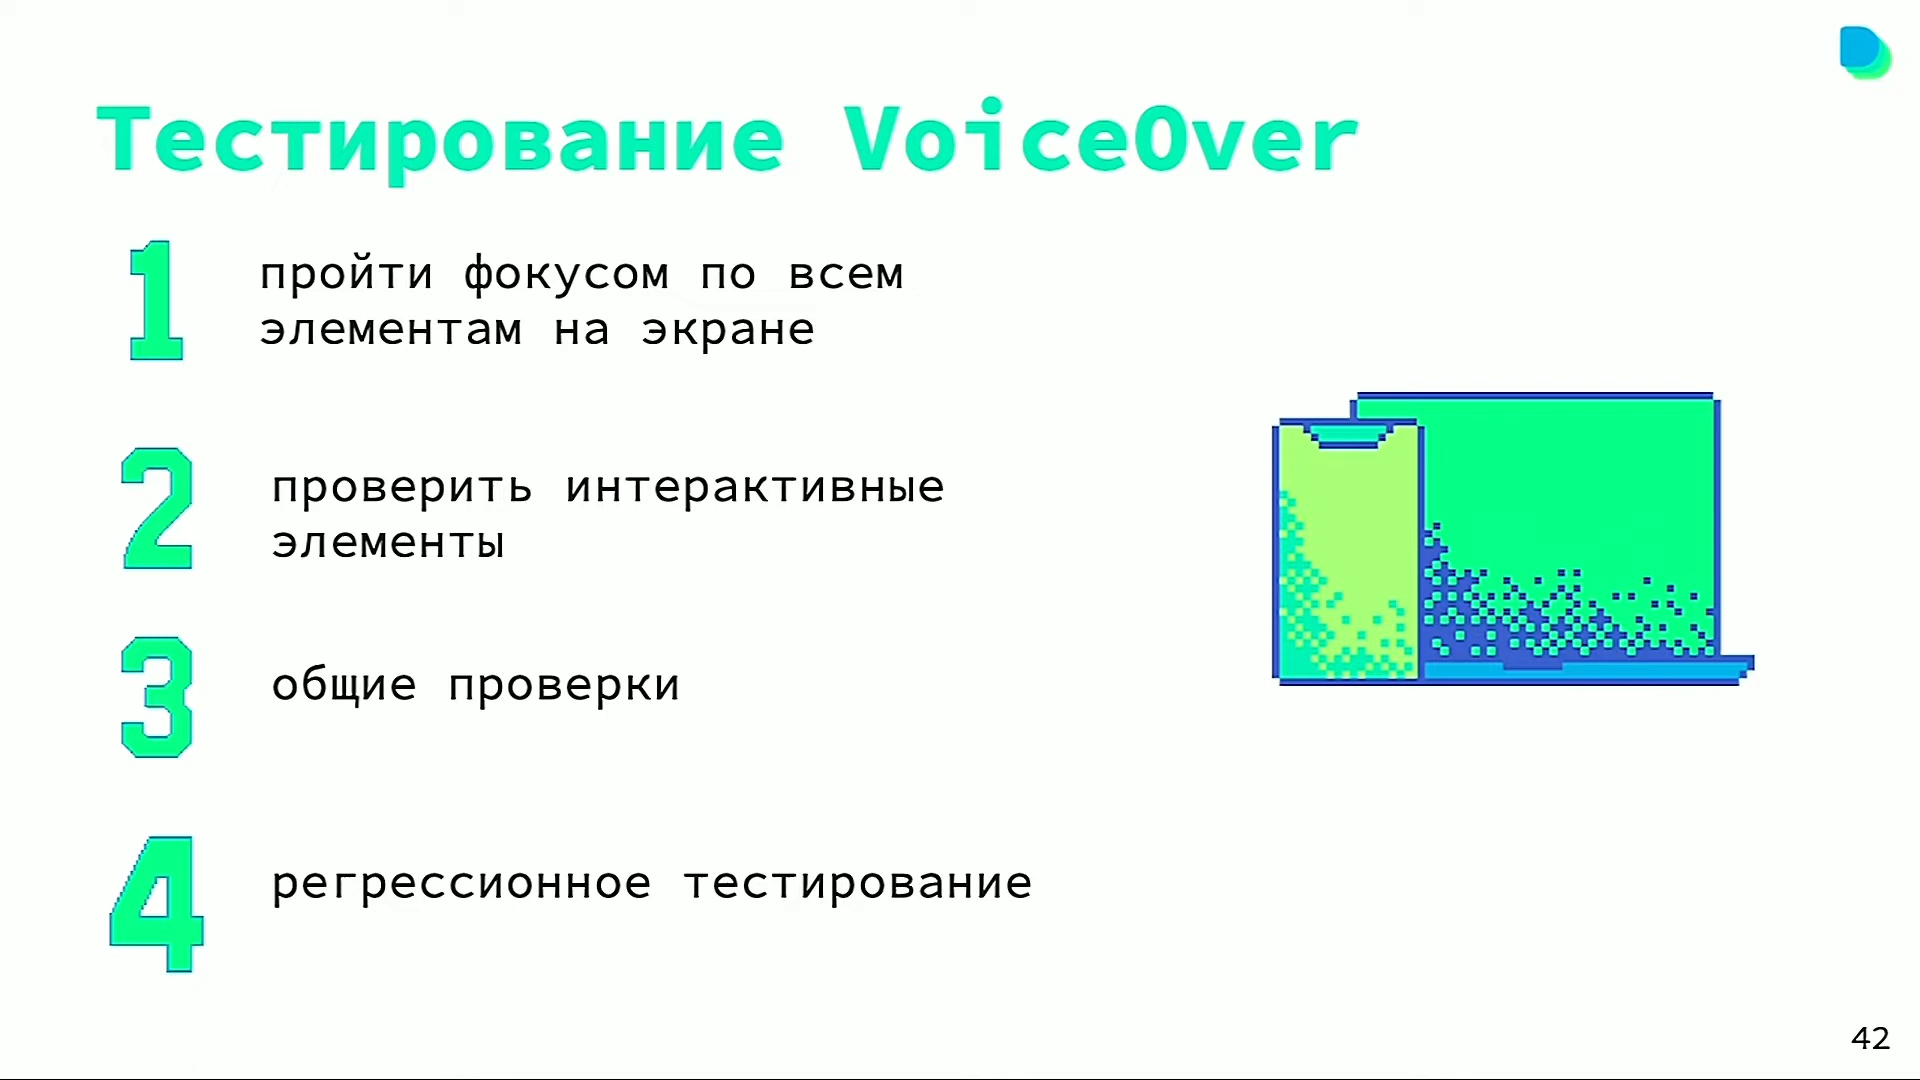 Тестирование VoiceOver
1
пройти фокусом по всем
элементам на экране
2
проверить интерактивные
элементы
3
общие проверки
4
регрессионное тестирование
42